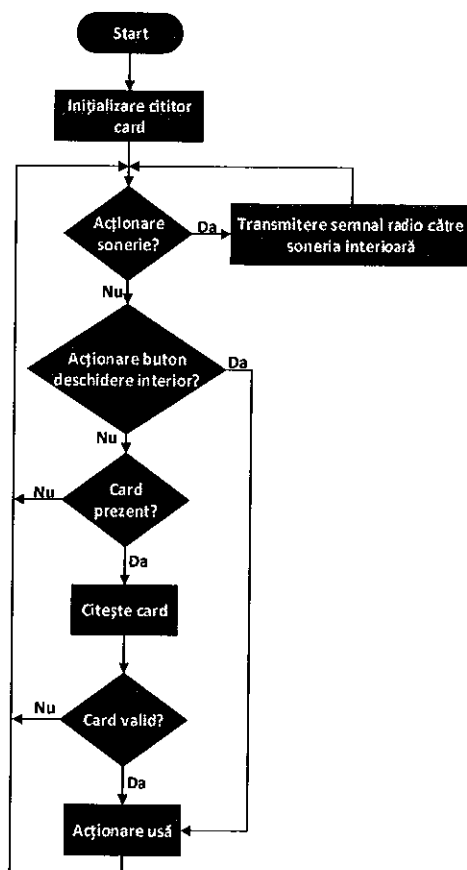 Start
Inițializare cititor
card
Acționare
sonerie?
Da
Transmitere semnal radio către
soneria interioară
Nu
Acționare buton
deschidere interior?
Da
Nu
Card
prezent?
Nu
Da
Citește card
Card valid?
Nu
Da
Acționare usă